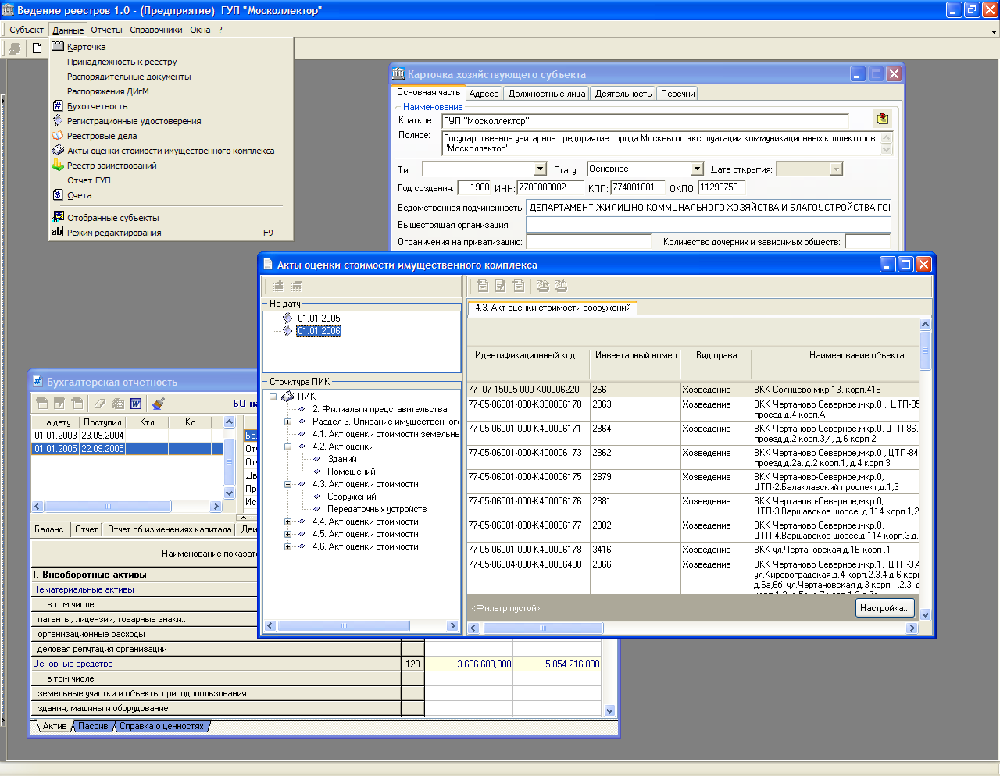 Ведение реестров 1.0 - (Предприятие)  ГУП "Москоллектор"
Субъект Данные Отчеты Справочники Окна ?
Карточка
Принадлежность к реестру
Распорядительные документы
Распоряжения ДИгМ
Бухотчетность
Регистрационные удостоверения
Реестровые дела
Акты оценки стоимости имущественного комплекса
Реестр заимствований
Отчет ГУП
Счета
Отобранные субъекты
Режим редактирования F9
Карточка хозяйствующего субъекта
Основная часть Адреса Должностные лица Деятельность Перечни
Наименование
Краткое: ГУП "Москоллектор"
Полное: Государственное унитарное предприятие города Москвы по эксплуатации коммуникационных коллекторов
"Москоллектор"
Тип: Статус: Основное Дата открытия:
Год создания: 1988 ИНН: 7708000882 КПП: 774801001 ОКПО: 11298758
Ведомственная подчиненность: ДЕПАРТАМЕНТ ЖИЛИЩНО-КОММУНАЛЬНОГО ХОЗЯЙСТВА И БЛАГОУСТРОЙСТВА ГО
Вышестоящая организация:
Ограничения на приватизацию: Количество дочерних и зависимых обществ:
Акты оценки стоимости имущественного комплекса
На дату
01.01.2005
01.01.2006
Структура ПИК
ПИК
2. Филиалы и представительства
Раздел 3. Описание имущественного
4.1. Акт оценки стоимости земельн
4.2. Акт оценки
Зданий
Помещений
4.3. Акт оценки стоимости
Сооружений
Передаточных устройств
4.4. Акт оценки стоимости
4.5. Акт оценки стоимости
4.6. Акт оценки стоимости
4.3. Акт оценки стоимости сооружений
Идентификационный код Инвентарный номер Вид права Наименование объекта
77- 07-15005-000-К00006220 266 Хозведение ВКК Солнцево мкр.13, корп.419
77-05-06001-000-К300006170 2863 Хозведение ВКК Чертаново Северное,мкр.0 , ЦТП-85
проезд,д.4 корп.А
77-05-06001-000-К400006171 2864 Хозведение ВКК Чертаново Северное,мкр.0, ЦТП-86,
проезд,д.2 корп.3,4, д.6 корп.2
77-05-06001-000-К400006173 2862 Хозведение ВКК Чертаново Северное,мкр.0 , ЦТП-84
проезд,д.2а, д.2 корп.1, д.4 корп.3
77-05-06001-000-К400006175 2879 Хозведение ВКК Чертаново-Северное,мкр.0,
ЦТП-2,Балаклавский проспект,д.1,3
77-05-06001-000-К400006176 2881 Хозведение ВКК Чертаново-Северное,мкр.0,
ЦТП-3,Варшавское шоссе, д.114 корп.1,2
77-05-06001-000-К400006177 2882 Хозведение ВКК Чертаново Северное,мкр.0,
ЦТП-4,Варшавское шоссе,д.114 корп.3,д.
77-05-06001-000-К400006178 3416 Хозведение ВКК ул.Чертановская д.1В корп .1
77-05-06004-000-К400006408 2866 Хозведение ВКК Чертаново Северное,мкр.1, ЦТП-3,4
ул.Кировоградская,д.4 корп.2,3,4 д.6 корп
д.6а,6б ул.Чертановская д.3 корп.1,2,3 д
<Фильтр пустой> Настройка...
Бухгалтерская отчетность
БО на
На дату Поступил Ктл Ко
01.01.2003 23.09.2004
01.01.2005 22.09.2005
Ба
От
От
Дв
Пр
Ис
Баланс Отчет Отчет об изменениях капитала Дви
Наименование показате
I. Внеоборотные активы
Нематериальные активы
в том числе:
патенты, лицензии, товарные знаки...
организационные расходы
деловая репутация организации
Основные средства 120 3 666 609,000 5 054 216,000
в том числе:
земельные участки и объекты природопользования
здания, машины и оборудование
Актив Пассив Справка о ценностях